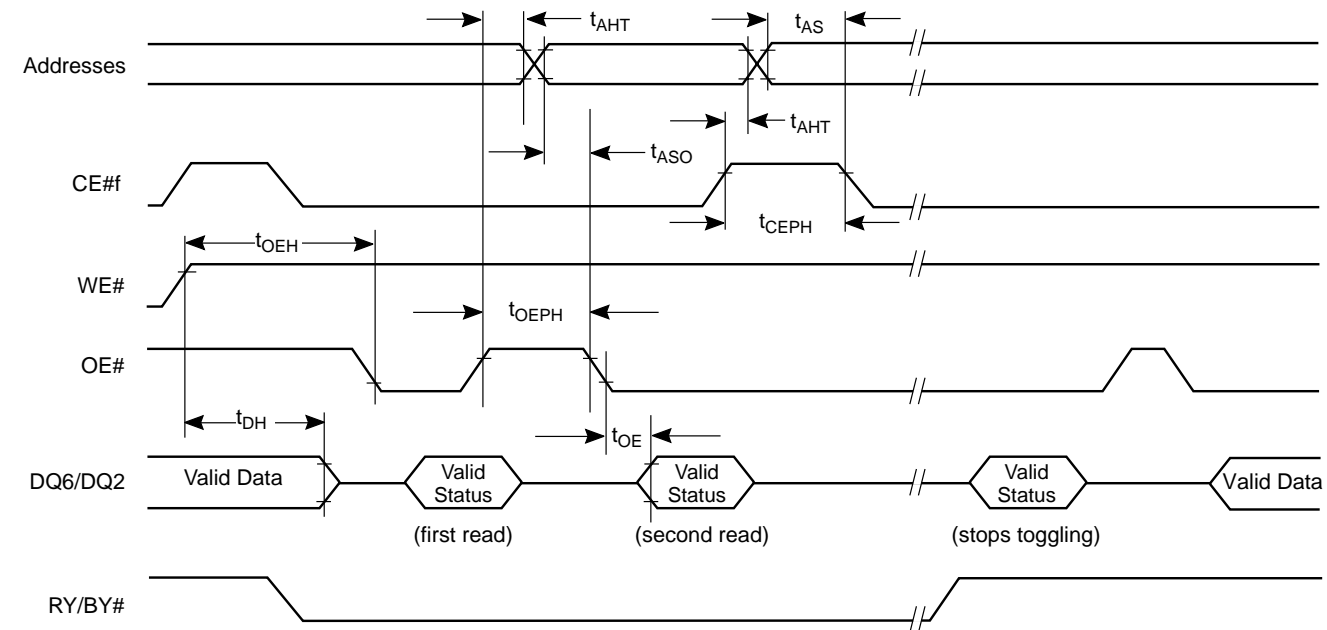 tAHT
tAS
Addresses
tAHT
tASO
CE#f
tCEPH
tOEH
WE#
tOEPH
OE#
tDH
tOE
DQ6/DQ2
Valid Data
Valid
Status
Valid
Status
Valid
Status
Valid Data
(first read)
(second read)
(stops toggling)
RY/BY#